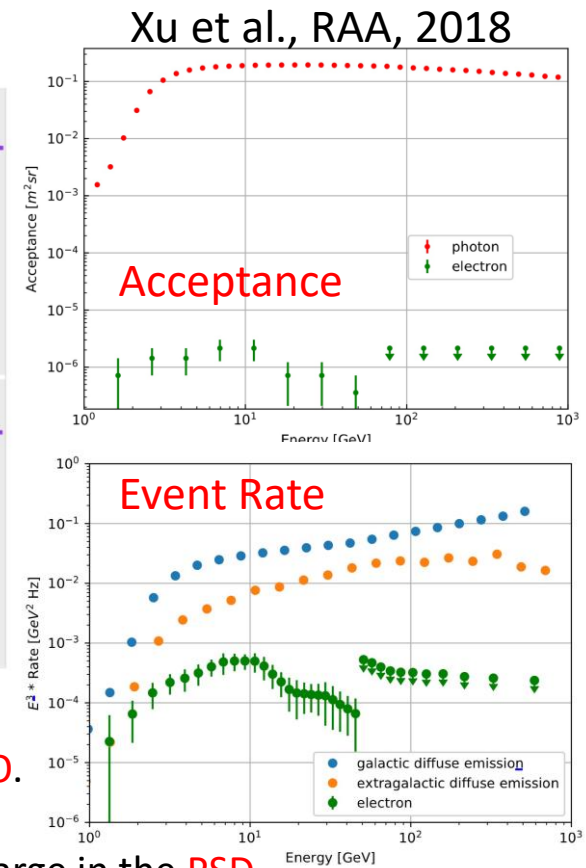 Xu et al., RAA, 2018
10⁻¹
10⁻²
10⁻³
10⁻⁴
10⁻⁵
10⁻⁶
Acceptance [m²sr]
photon
electron
Acceptance
10⁰ 10¹ 10² 10³
Energy [GeV]
10⁰
10⁻¹
10⁻²
10⁻³
10⁻⁴
10⁻⁵
10⁻⁶
E³ * Rate [GeV² Hz]
Event Rate
galactic diffuse emission
extragalactic diffuse emission
electron
10⁰ 10¹ 10² 10³
Energy [GeV]
in the PSD